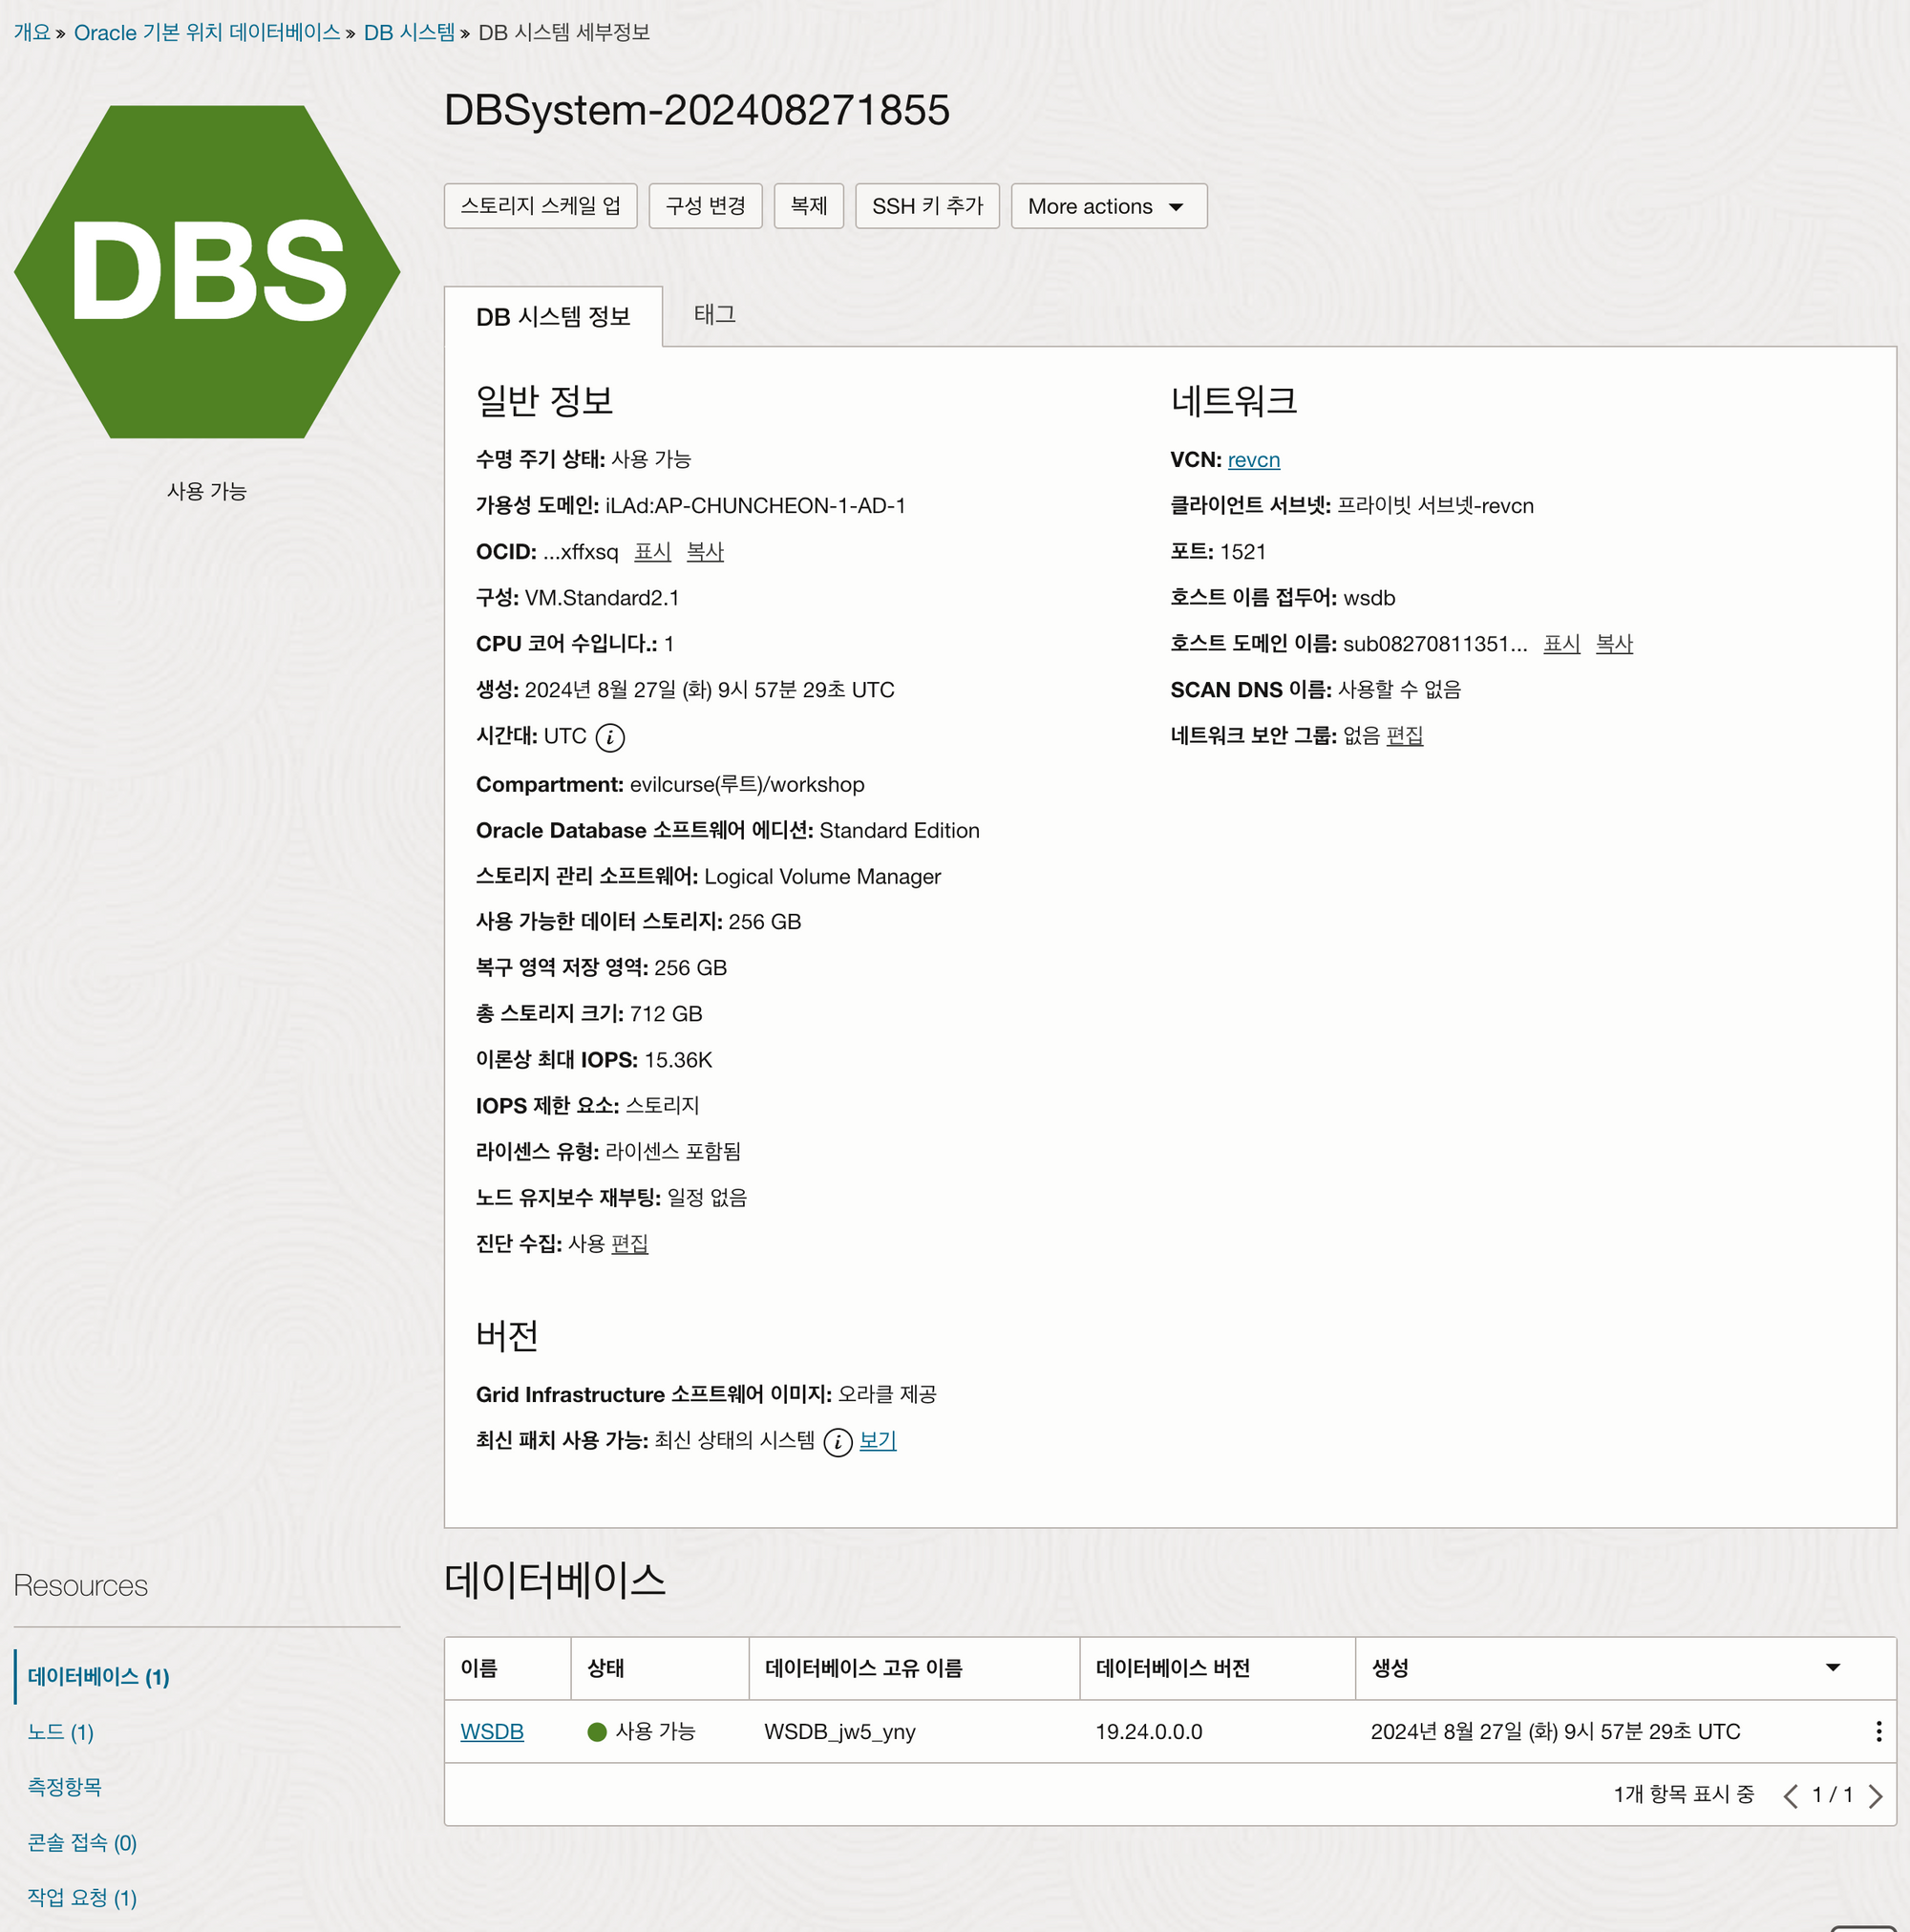 개요 » Oracle 기본 위치 데이터베이스 » DB 시스템 » DB 시스템 세부정보
DBS
사용 가능
DBSystem-202408271855
스토리지 스케일 업 구성 변경 복제 SSH 키 추가 More actions
DB 시스템 정보 태그
일반 정보
수명 주기 상태: 사용 가능
가용성 도메인: iLAd:AP-CHUNCHEON-1-AD-1
OCID: ...xffxsq 표시 복사
구성: VM.Standard2.1
CPU 코어 수입니다.: 1
생성: 2024년 8월 27일 (화) 9시 57분 29초 UTC
시간대: UTC i
Compartment: evilcurse(루트)/workshop
Oracle Database 소프트웨어 에디션: Standard Edition
스토리지 관리 소프트웨어: Logical Volume Manager
사용 가능한 데이터 스토리지: 256 GB
복구 영역 저장 영역: 256 GB
총 스토리지 크기: 712 GB
이론상 최대 IOPS: 15.36K
IOPS 제한 요소: 스토리지
라이센스 유형: 라이센스 포함됨
노드 유지보수 재부팅: 일정 없음
진단 수집: 사용 편집
네트워크
VCN: revcn
클라이언트 서브넷: 프라이빗 서브넷-revcn
포트: 1521
호스트 이름 접두어: wsdb
호스트 도메인 이름: sub08270811351... 표시 복사
SCAN DNS 이름: 사용할 수 없음
네트워크 보안 그룹: 없음 편집
버전
Grid Infrastructure 소프트웨어 이미지: 오라클 제공
최신 패치 사용 가능: 최신 상태의 시스템 i 보기
Resources
데이터베이스 (1)
노드 (1)
측정항목
콘솔 접속 (0)
작업 요청 (1)
데이터베이스
이름 상태 데이터베이스 고유 이름 데이터베이스 버전 생성
WSDB 사용 가능 WSDB_jw5_yny 19.24.0.0.0 2024년 8월 27일 (화) 9시 57분 29초 UTC
1개 항목 표시 중 1 / 1